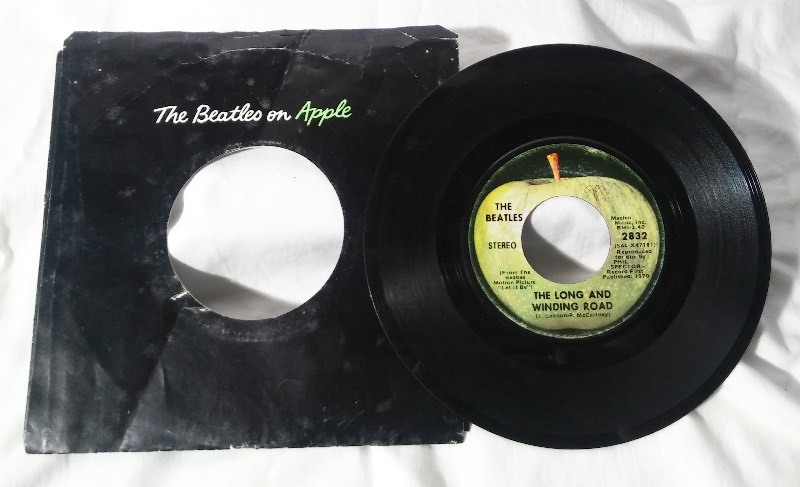 The Beatles on Apple
THE
BEATLES
STEREO
(From The
Beatles
Motion Picture
"Let It Be")
Maclen
Music, Inc.
BMI-3:40
2832
Reproduced
for disc by
PHIL
SPECTOR-
Record First
Published, 1970
THE LONG AND
WINDING ROAD
(J. Lennon-P. McCartney)